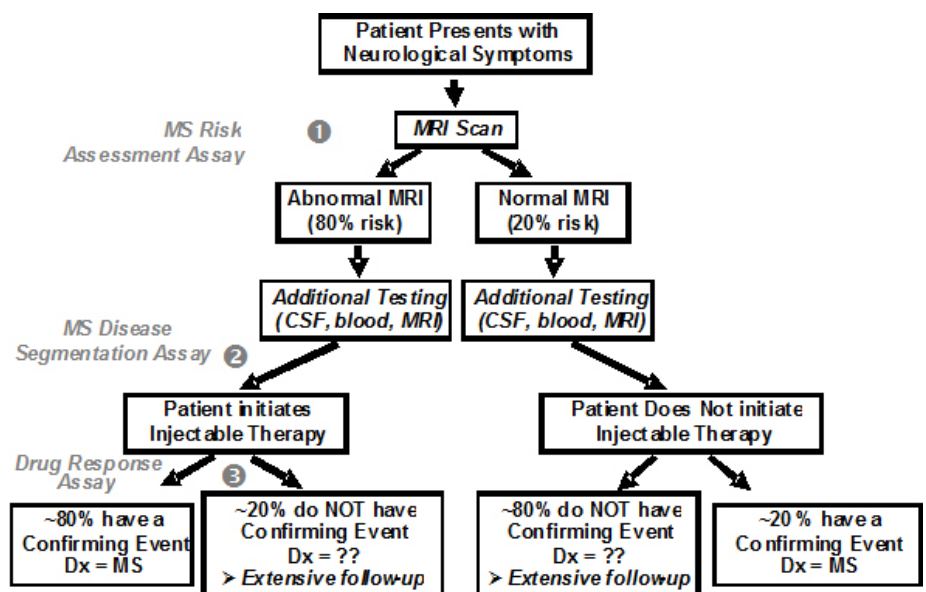 Patient Presents with
Neurological Symptoms
MS Risk
Assessment Assay
❶
MRI Scan
Abnormal MRI
(80% risk)
Normal MRI
(20% risk)
Additional Testing
(CSF, blood, MRI)
Additional Testing
(CSF, blood, MRI)
MS Disease
Segmentation Assay
❷
Patient initiates
Injectable Therapy
Patient Does Not initiate
Injectable Therapy
Drug Response
Assay
❸
~80% have a
Confirming Event
Dx = MS
~20% do NOT have
Confirming Event
Dx = ??
➢ Extensive follow-up
~80% do NOT have
Confirming Event
Dx = ??
➢ Extensive follow-up
~20% have a
Confirming Event
Dx = MS